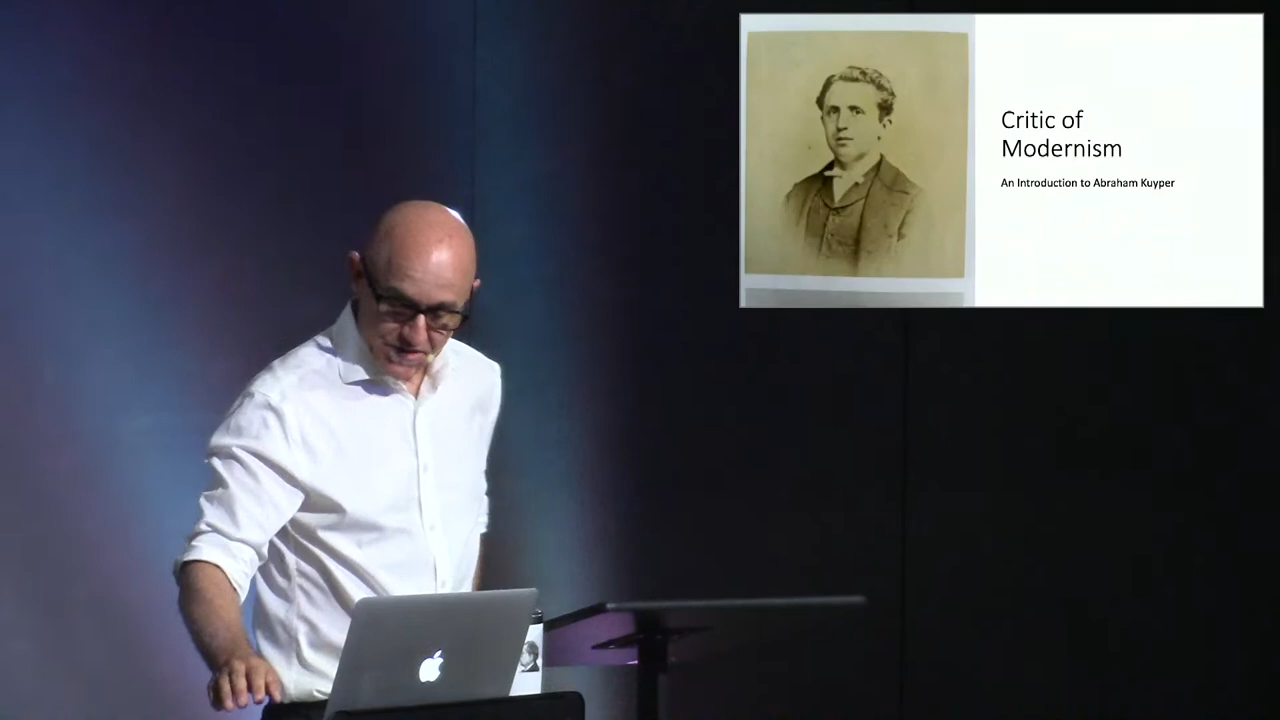 Critic of
Modernism
An Introduction to Abraham Kuyper